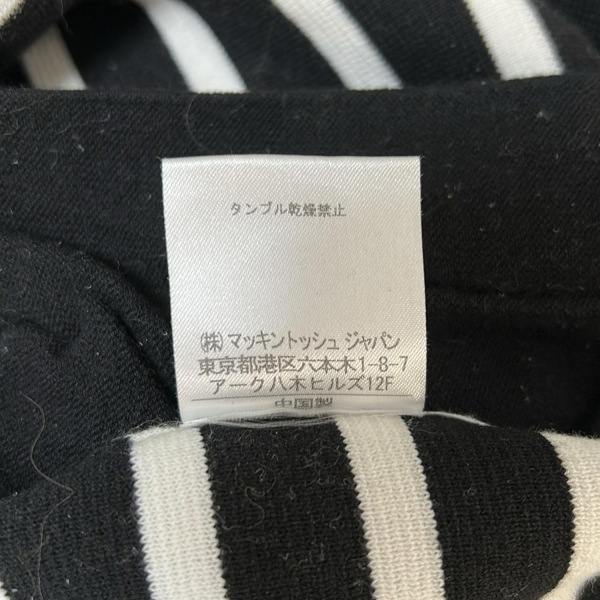 タンブル乾燥禁止
㈱マッキントッシュ ジャパン
東京都港区六本木1-8-7
アーク八木ヒルズ12F
中国製